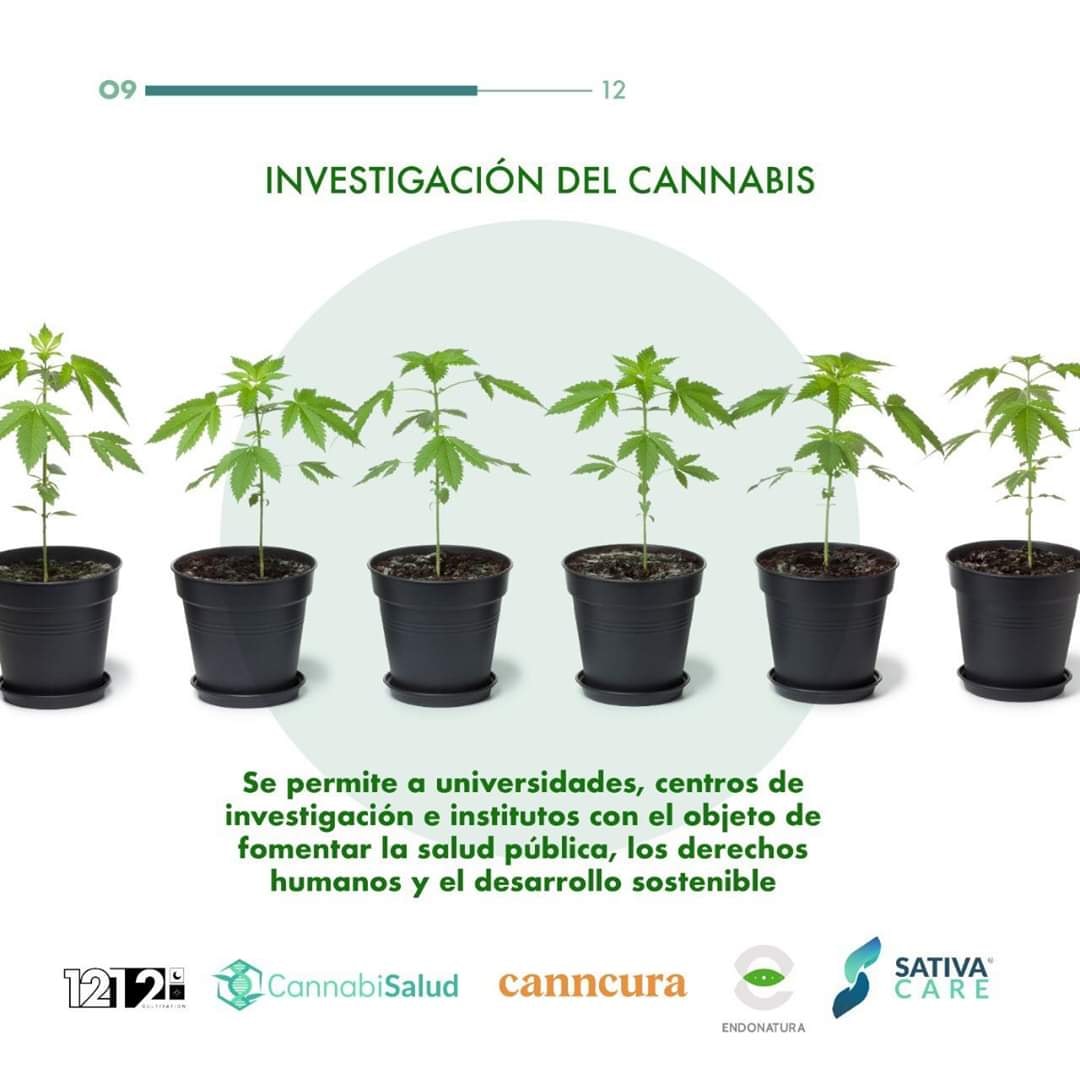 09 12
INVESTIGACIÓN DEL CANNABIS
Se permite a universidades, centros de
investigación e institutos con el objeto de
fomentar la salud pública, los derechos
humanos y el desarrollo sostenible
1212
CULTIVATION
CannabiSalud
canncura
ENDONATURA
SATIVA®
CARE